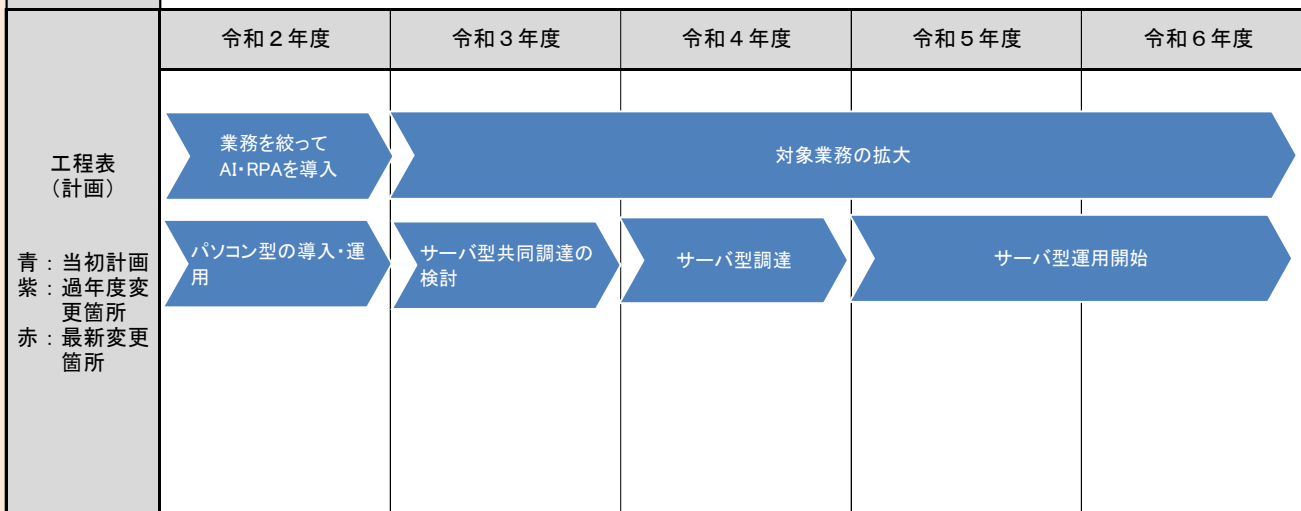 令和２年度
令和３年度
令和４年度
令和５年度
令和６年度
工程表
（計画）
青：当初計画
紫：過年度変
更箇所
赤：最新変更
箇所
業務を絞って
AI･RPAを導入
対象業務の拡大
パソコン型の導入･運
用
サーバ型共同調達の
検討
サーバ型調達
サーバ型運用開始